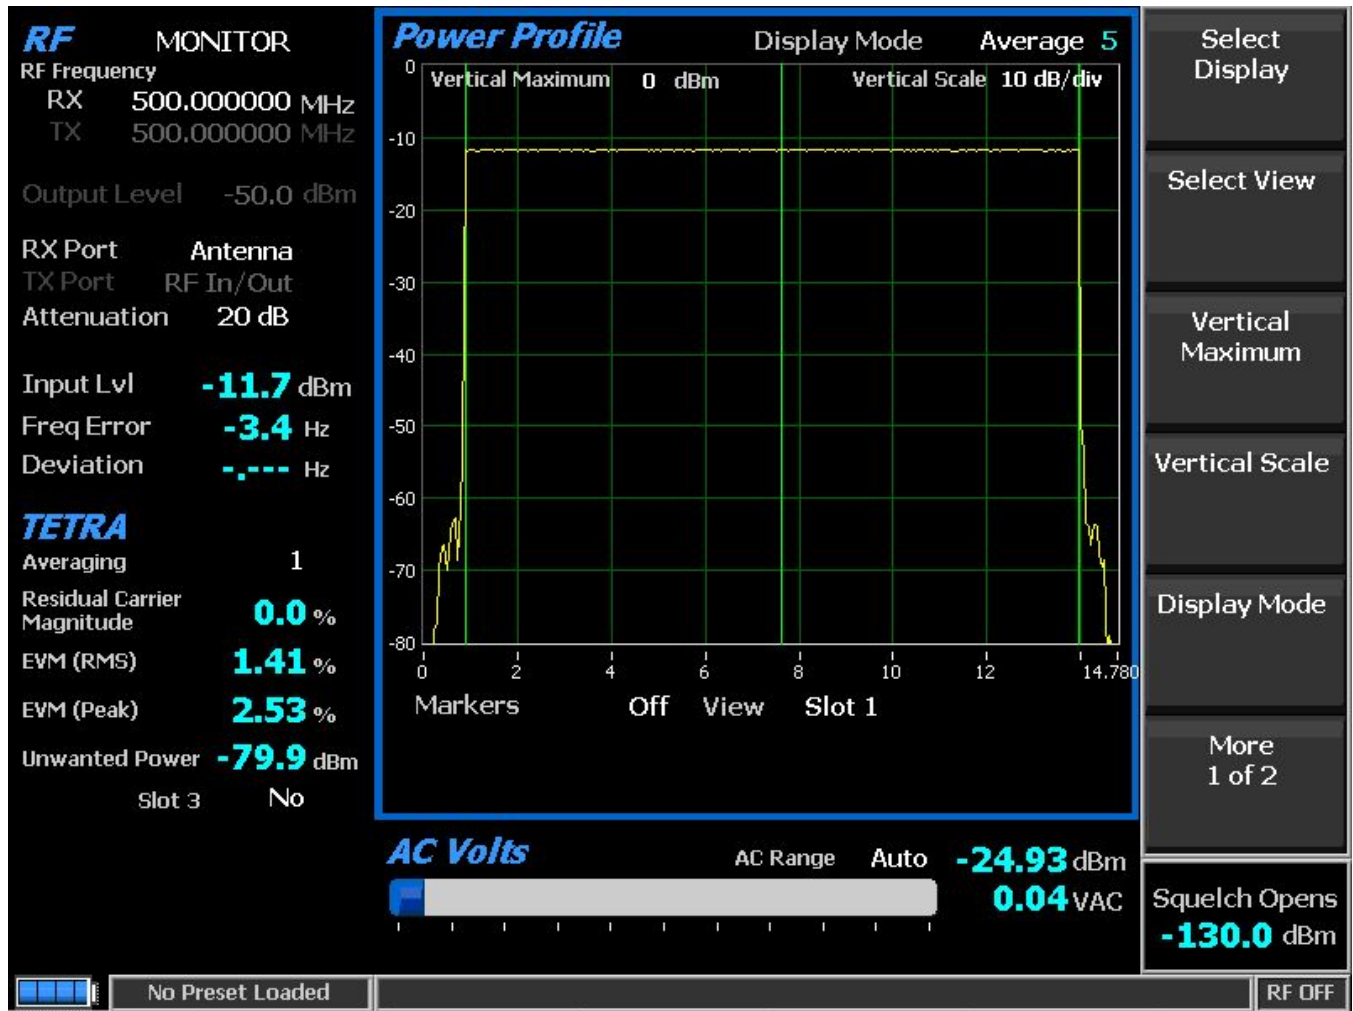 RF MONITOR
RF Frequency
RX 500.000000 MHz
TX 500.000000 MHz
Output Level -50.0 dBm
RX Port Antenna
TX Port RF In/Out
Attenuation 20 dB
Input Lvl -11.7 dBm
Freq Error -3.4 Hz
Deviation -.--- Hz
TETRA
Averaging 1
Residual Carrier
Magnitude 0.0 %
EVM (RMS) 1.41 %
EVM (Peak) 2.53 %
Unwanted Power -79.9 dBm
Slot 3 No
Power Profile Display Mode Average 5
Vertical Maximum 0 dBm Vertical Scale 10 dB/div
0
-10
-20
-30
-40
-50
-60
-70
-80
0 2 4 6 8 10 12 14.780
Markers Off View Slot 1
AC Volts AC Range Auto -24.93 dBm
0.04 VAC
Select
Display
Select View
Vertical
Maximum
Vertical Scale
Display Mode
More
1 of 2
Squelch Opens
-130.0 dBm
No Preset Loaded
RF OFF